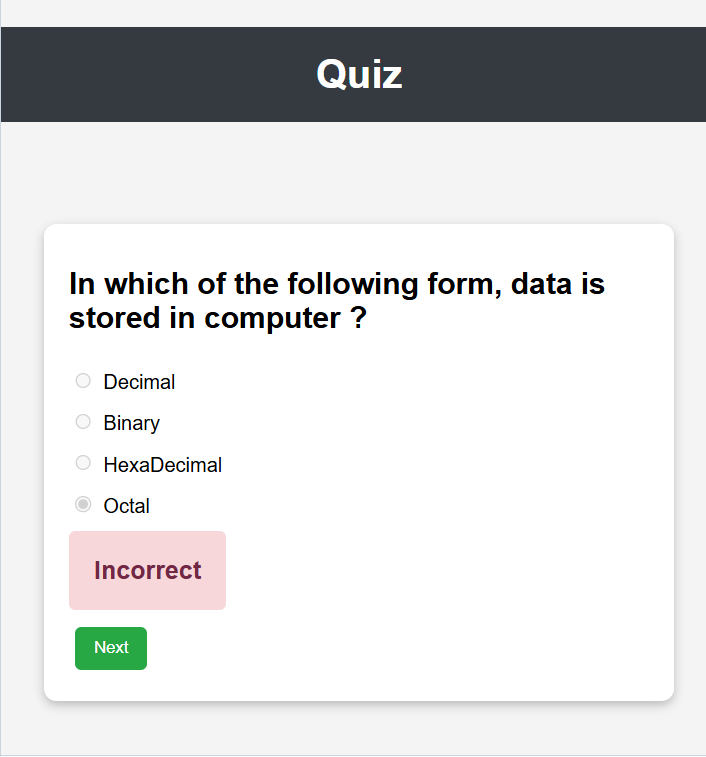 Quiz
In which of the following form, data is
stored in computer ?
Decimal
Binary
HexaDecimal
Octal
Incorrect
Next